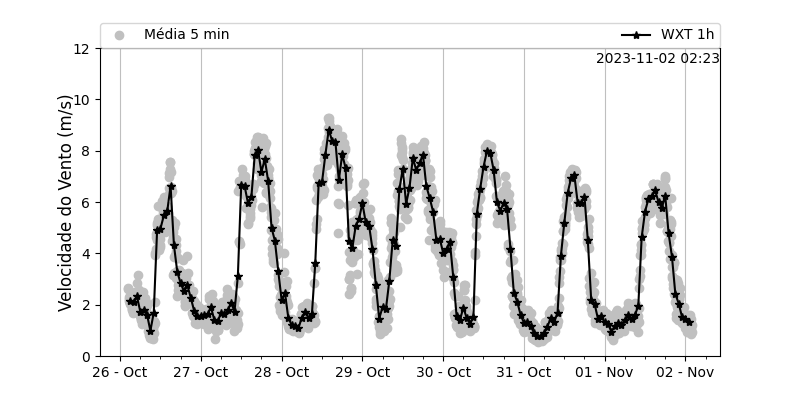 Média 5 min WXT 1h
2023-11-02 02:23
Velocidade do Vento (m/s)
12
10
8
6
4
2
0
26 - Oct 27 - Oct 28 - Oct 29 - Oct 30 - Oct 31 - Oct 01 - Nov 02 - Nov